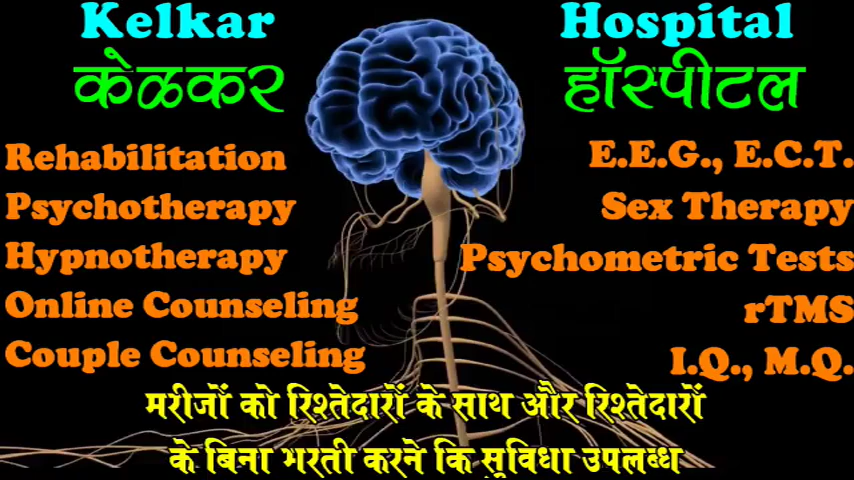 Kelkar Hospital
केळकर हॉस्पीटल
Rehabilitation
Psychotherapy
Hypnotherapy
Online Counseling
Couple Counseling
E.E.G., E.C.T.
Sex Therapy
Psychometric Tests
rTMS
I.Q., M.Q.
मरीजों को रिश्तेदारों के साथ और रिश्तेदारों
के बिना भरती करने कि सुविधा उपलब्ध